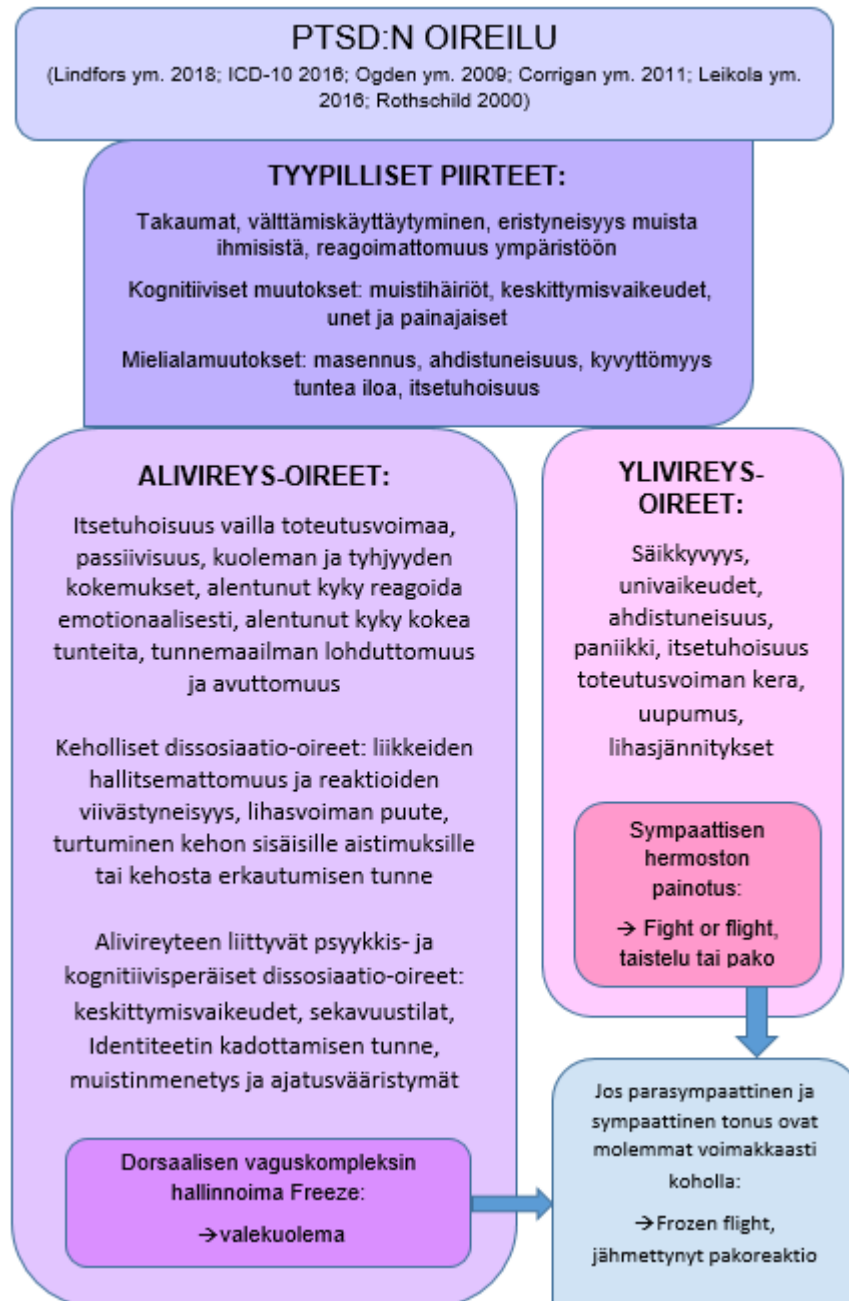 PTSD:N OIREILU
(Lindfors ym. 2018; ICD-10 2016; Ogden ym. 2009; Corrigan ym. 2011; Leikola ym.
2016; Rothschild 2000)
TYYPILLISET PIIRTEET:
Takaumat, välttämiskäyttäytyminen, eristyneisyys muista
ihmisistä, reagoimattomuus ympäristöön
Kognitiiviset muutokset: muistihäiriöt, keskittymisvaikeudet,
unet ja painajaiset
Mielialamuutokset: masennus, ahdistuneisuus, kyvyttömyys
tuntea iloa, itsetuhoisuus
ALIVIREYS-OIREET:
Itsetuhoisuus vailla toteutusvoimaa,
passiivisuus, kuoleman ja tyhjyyden
kokemukset, alentunut kyky reagoida
emotionaalisesti, alentunut kyky kokea
tunteita, tunnemaailman lohduttomuus
ja avuttomuus
Keholliset dissosiaatio-oireet: liikkeiden
hallitsemattomuus ja reaktioiden
viivästyneisyys, lihasvoiman puute,
turtuminen kehon sisäisille aistimuksille
tai kehosta erkautumisen tunne
Alivireyteen liittyvät psyykkis- ja
kognitiivisperäiset dissosiaatio-oireet:
keskittymisvaikeudet, sekavuustilat,
Identiteetin kadottamisen tunne,
muistinmenetys ja ajatusvääristymät
Dorsaalisen vaguskompleksin
hallinnoima Freeze:
→valekuolema
YLIVIREYS-
OIREET:
Säikkyvyys,
univaikeudet,
ahdistuneisuus,
paniikki, itsetuhoisuus
toteutusvoiman kera,
uupumus,
lihasjännitykset
Sympaattisen
hermoston
painotus:
→ Fight or flight,
taistelu tai pako
Jos parasympaattinen ja
sympaattinen tonus ovat
molemmat voimakkaasti
koholla:
→Frozen flight,
jähmettynyt pakoreaktio